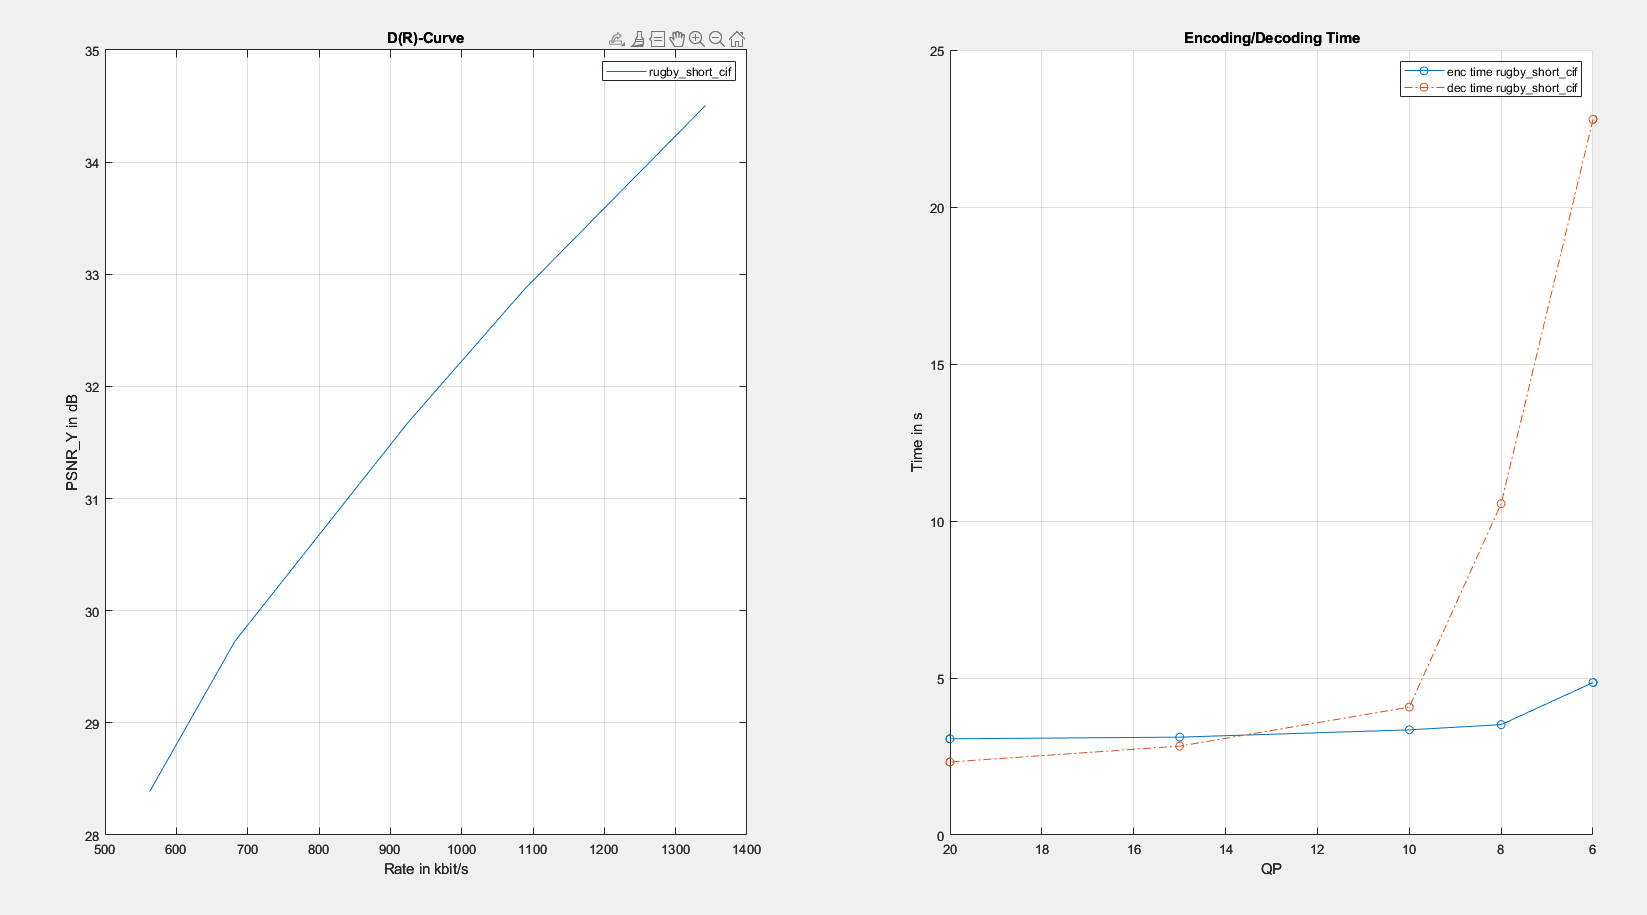 D(R)-Curve
rugby_short_cif
35
34
33
32
31
30
29
28
PSNR_Y in dB
500 600 700 800 900 1000 1100 1200 1300 1400
Rate in kbit/s
Encoding/Decoding Time
enc time rugby_short_cif
dec time rugby_short_cif
25
20
15
10
5
0
Time in s
20 18 16 14 12 10 8 6
QP